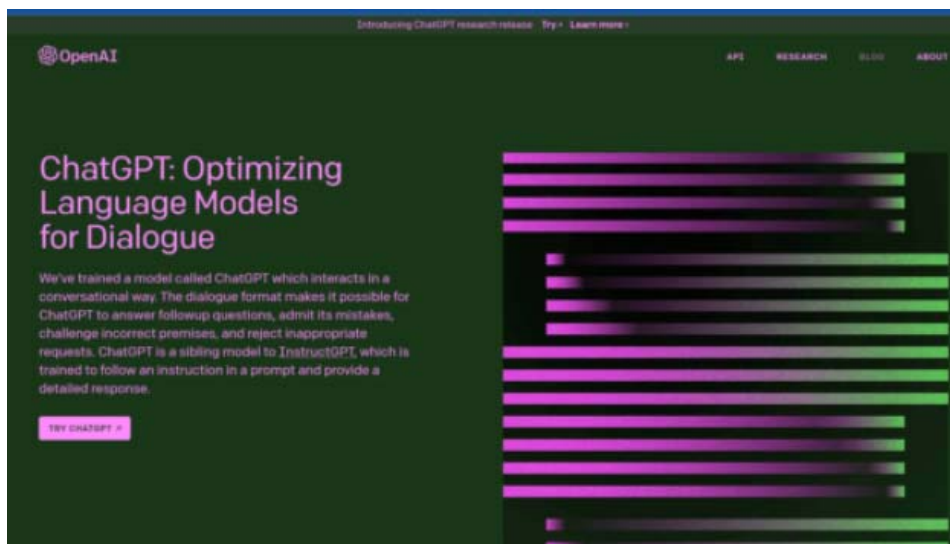 Introducing ChatGPT research release Try › Learn more ›
OpenAI
API RESEARCH BLOG ABOUT
ChatGPT: Optimizing
Language Models
for Dialogue
We've trained a model called ChatGPT which interacts in a
conversational way. The dialogue format makes it possible for
ChatGPT to answer followup questions, admit its mistakes,
challenge incorrect premises, and reject inappropriate
requests. ChatGPT is a sibling model to InstructGPT, which is
trained to follow an instruction in a prompt and provide a
detailed response.
TRY CHATGPT ↗